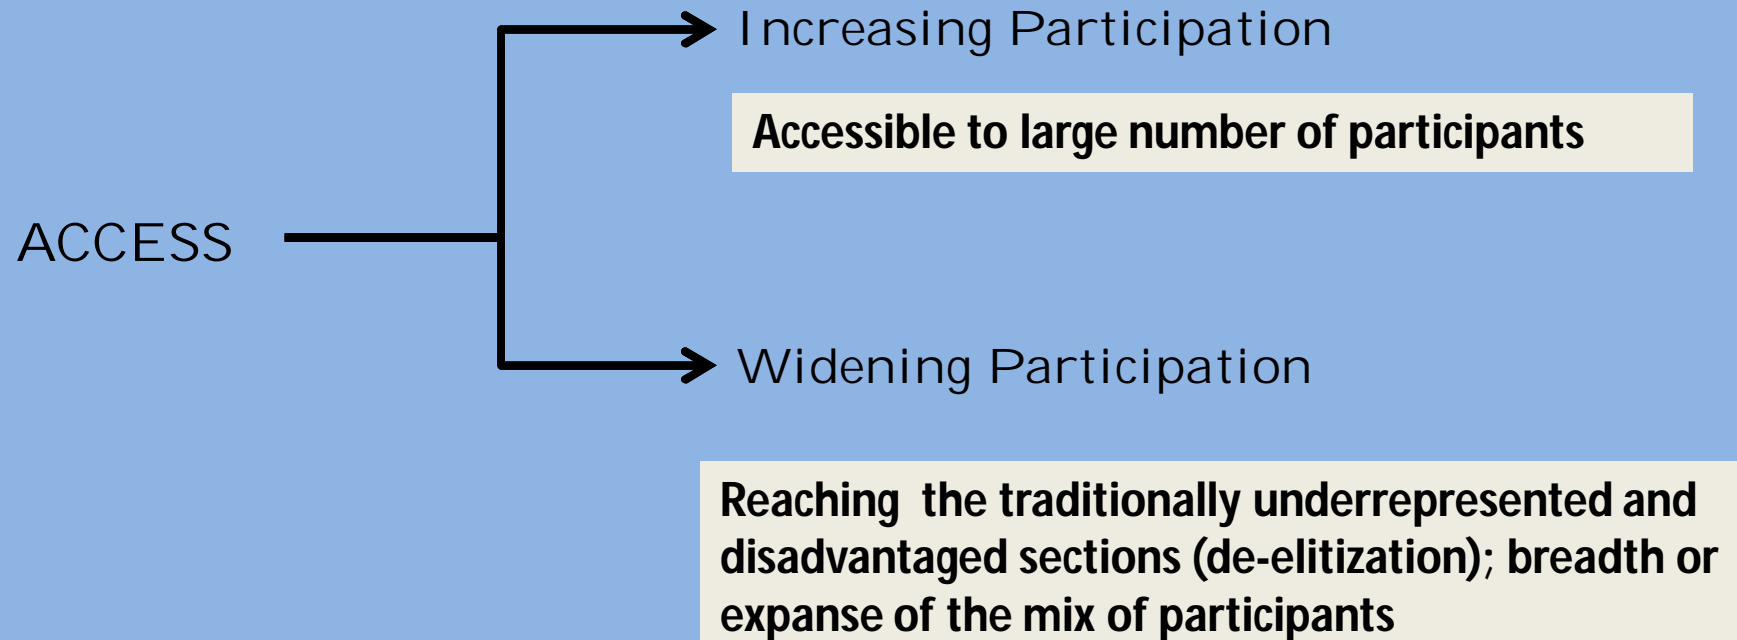 Increasing Participation
Accessible to large number of participants
ACCESS
Widening Participation
Reaching the traditionally underrepresented and
disadvantaged sections (de-elitization); breadth or
expanse of the mix of participants